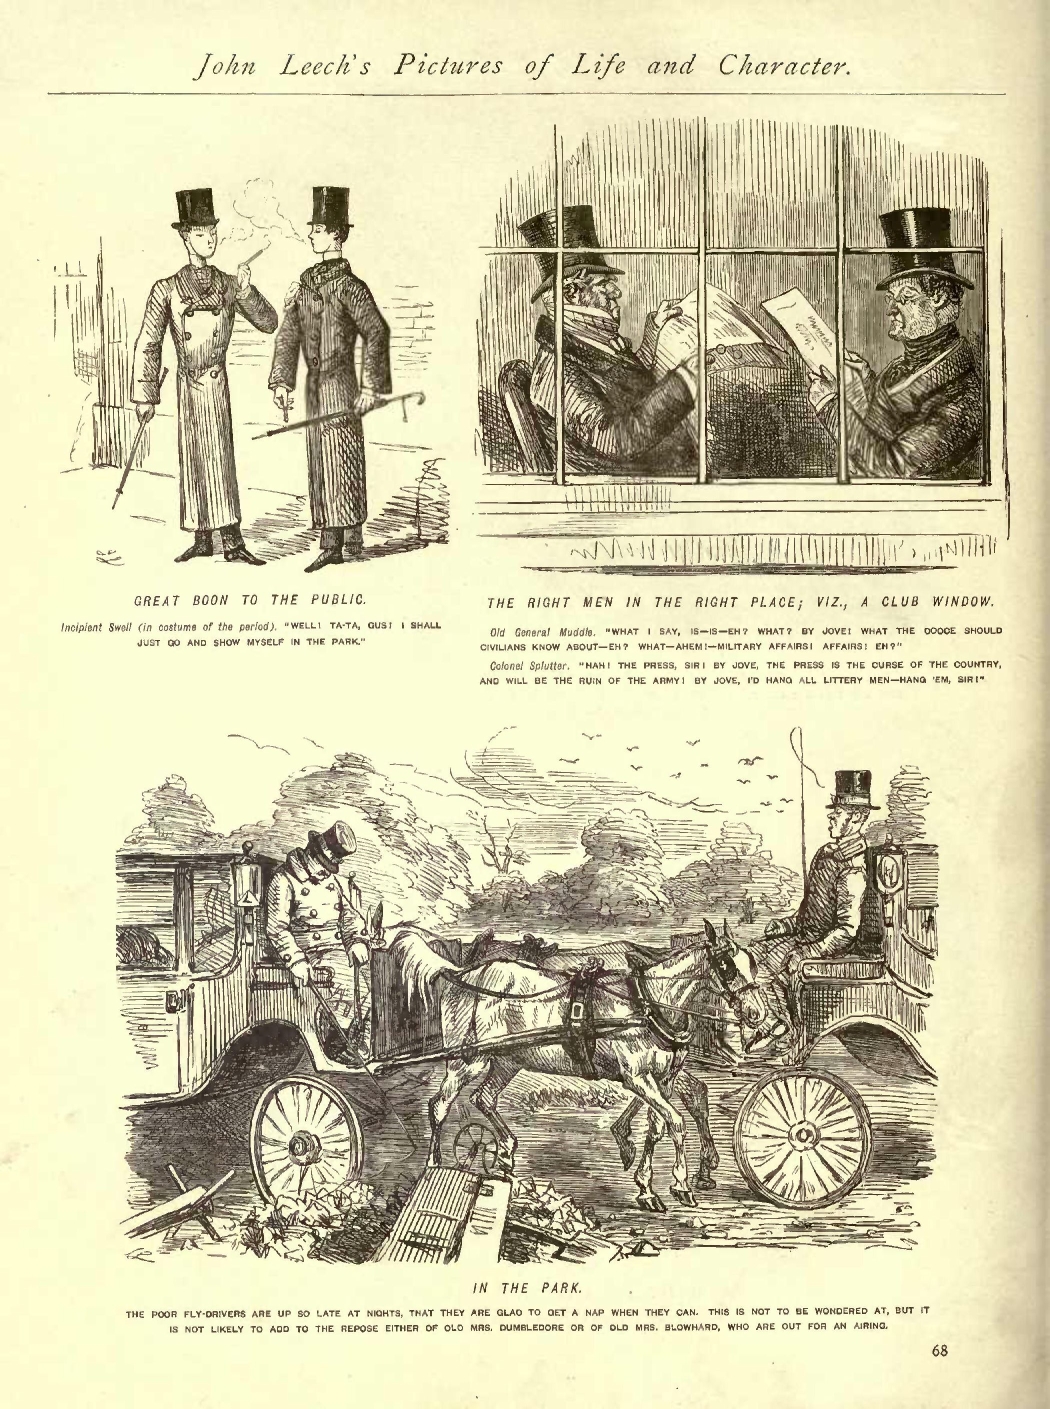 John Leech's Pictures of Life and Character.
GREAT BOON TO THE PUBLIC.
Incipient Swell (in costume of the period). "WELL! TA-TA, GUS! I SHALL
JUST GO AND SHOW MYSELF IN THE PARK."
THE RIGHT MEN IN THE RIGHT PLACE; VIZ., A CLUB WINDOW.
Old General Muddle. "WHAT I SAY, IS—IS—EH? WHAT? BY JOVE! WHAT THE DOOCE SHOULD
CIVILIANS KNOW ABOUT—EH? WHAT—AHEM!—MILITARY AFFAIRS! AFFAIRS! EH?"
Colonel Splutter. "HAH! THE PRESS, SIR! BY JOVE, THE PRESS IS THE CURSE OF THE COUNTRY,
AND WILL BE THE RUIN OF THE ARMY! BY JOVE, I'D HANG ALL LITTERY MEN—HANG 'EM, SIR!"
IN THE PARK.
THE POOR FLY-DRIVERS ARE UP SO LATE AT NIGHTS, THAT THEY ARE GLAD TO GET A NAP WHEN THEY CAN. THIS IS NOT TO BE WONDERED AT, BUT IT
IS NOT LIKELY TO ADD TO THE REPOSE EITHER OF OLD MRS. DUMBLEDORE OR OF OLD MRS. BLOWHARD, WHO ARE OUT FOR AN AIRING.
68